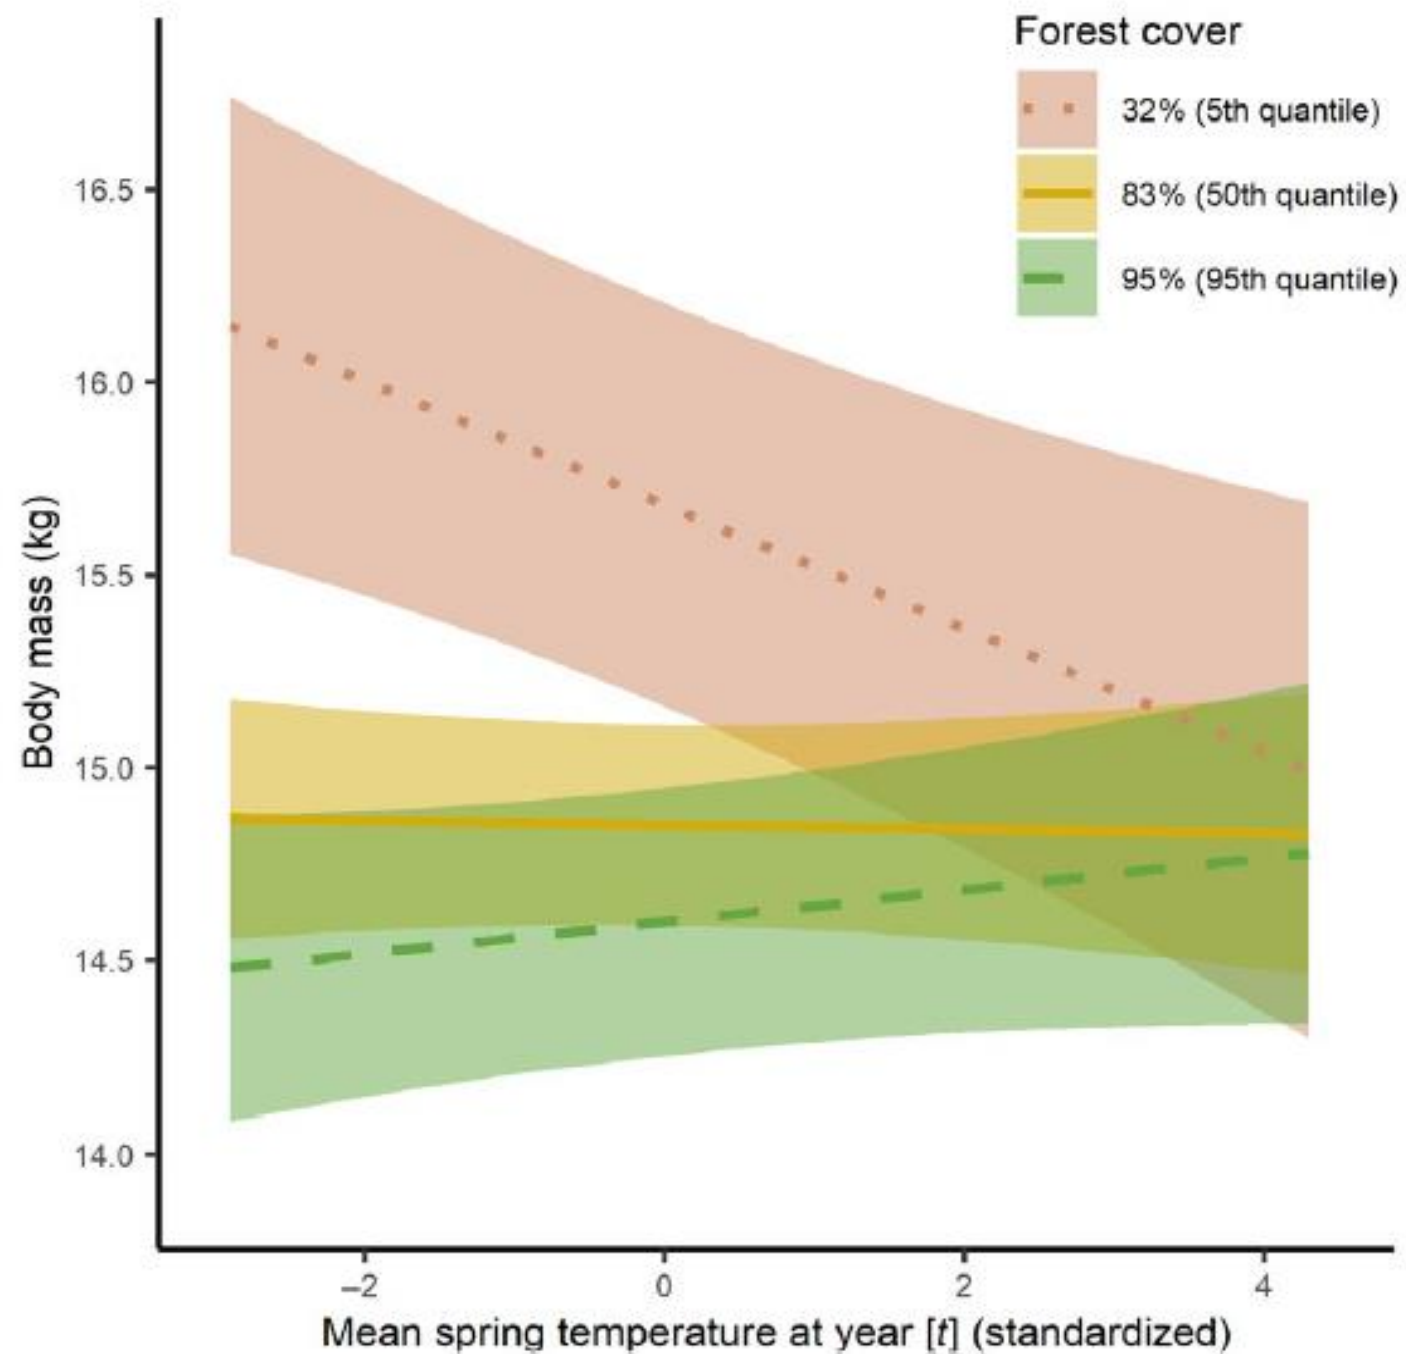 Forest cover
32% (5th quantile)
83% (50th quantile)
95% (95th quantile)
Body mass (kg)
16.5
16.0
15.5
15.0
14.5
14.0
–2 0 2 4
Mean spring temperature at year [t] (standardized)